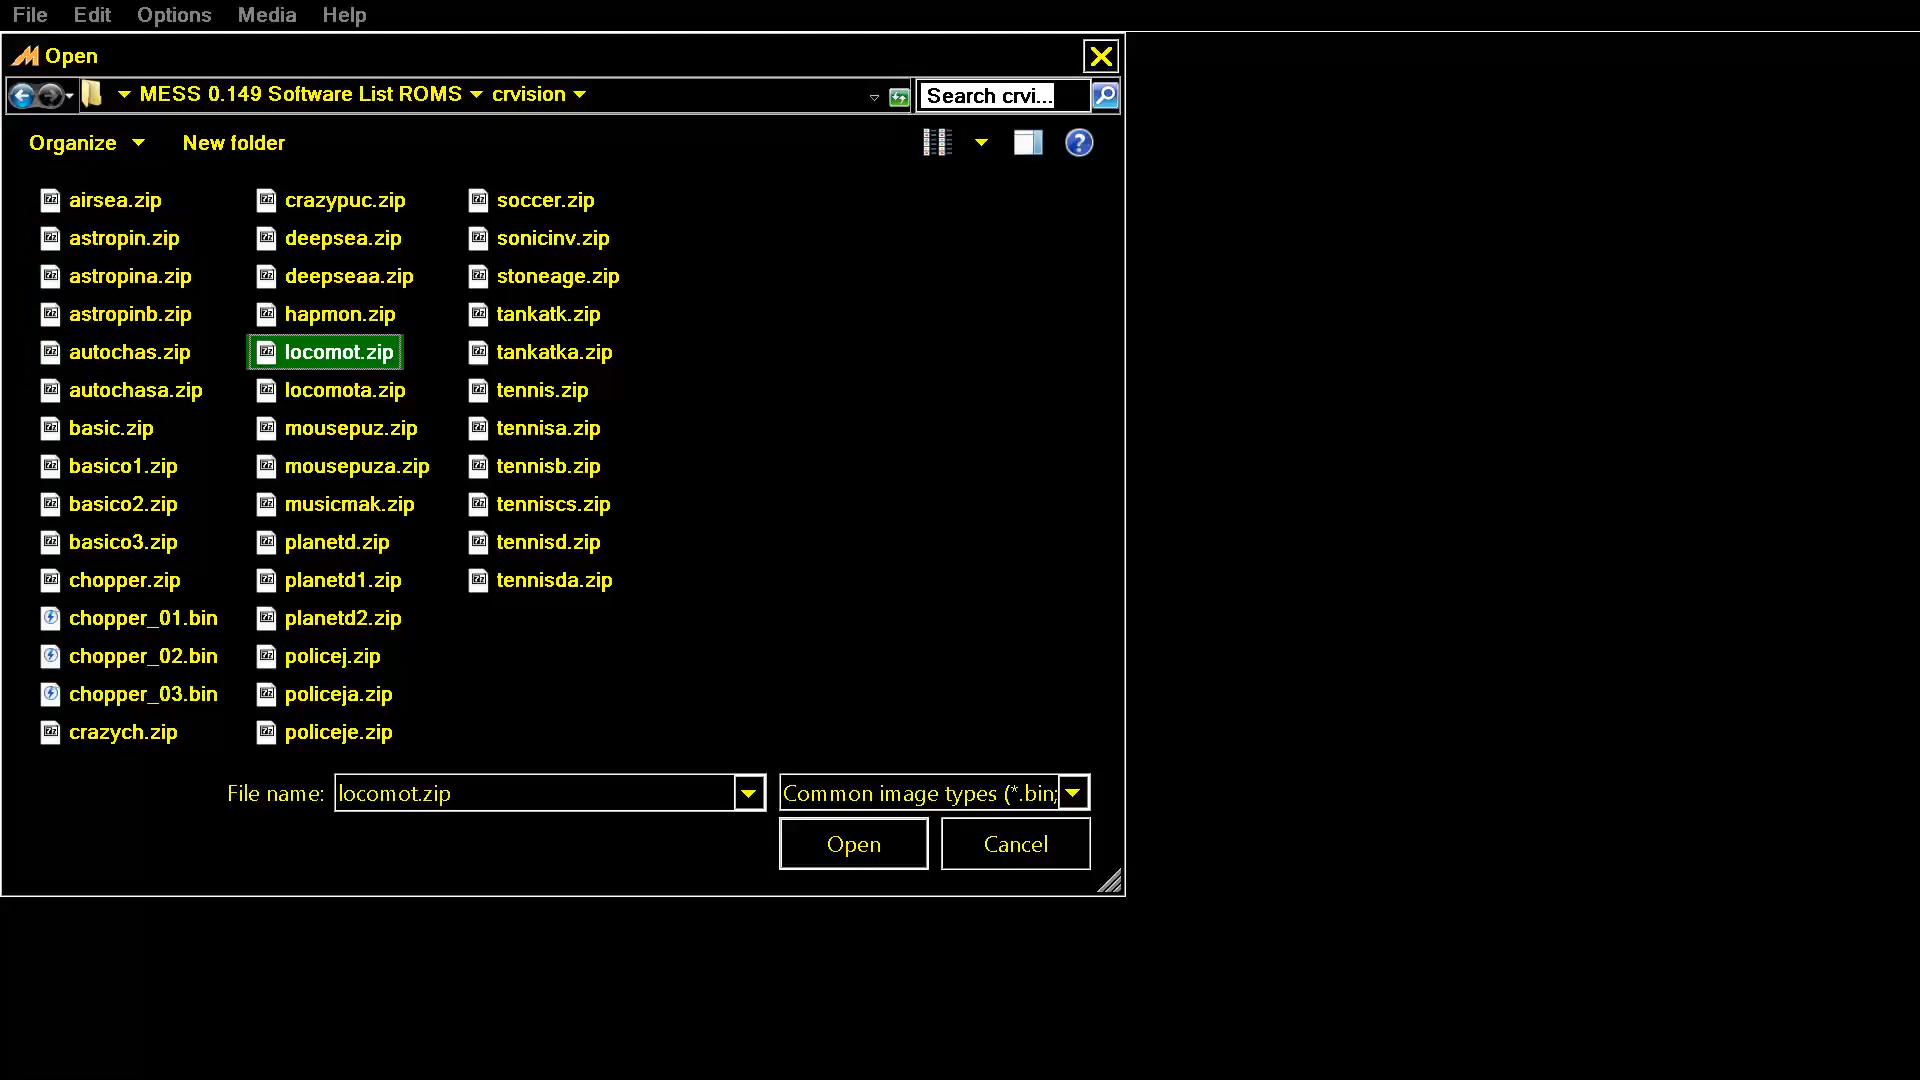 File Edit Options Media Help
Open
MESS 0.149 Software List ROMS crvision
Search crvi...
Organize New folder
airsea.zip
astropin.zip
astropina.zip
astropinb.zip
autochas.zip
autochasa.zip
basic.zip
basico1.zip
basico2.zip
basico3.zip
chopper.zip
chopper_01.bin
chopper_02.bin
chopper_03.bin
crazych.zip
crazypuc.zip
deepsea.zip
deepseaa.zip
hapmon.zip
locomot.zip
locomota.zip
mousepuz.zip
mousepuza.zip
musicmak.zip
planetd.zip
planetd1.zip
planetd2.zip
policej.zip
policeja.zip
policeje.zip
soccer.zip
sonicinv.zip
stoneage.zip
tankatk.zip
tankatka.zip
tennis.zip
tennisa.zip
tennisb.zip
tenniscs.zip
tennisd.zip
tennisda.zip
File name: locomot.zip
Common image types (*.bin;
Open Cancel